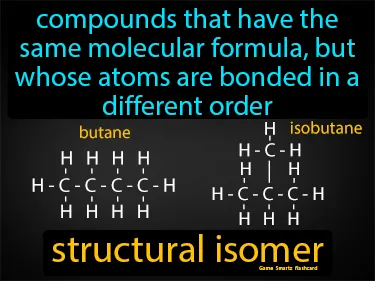 compounds that have the
same molecular formula, but
whose atoms are bonded in a
different order
butane
H H H H
H-C-C-C-C-H
H H H H
isobutane
H
H-C-H
H H
H-C-C-C-H
H H H
structural isomer
Game Smartz flashcard